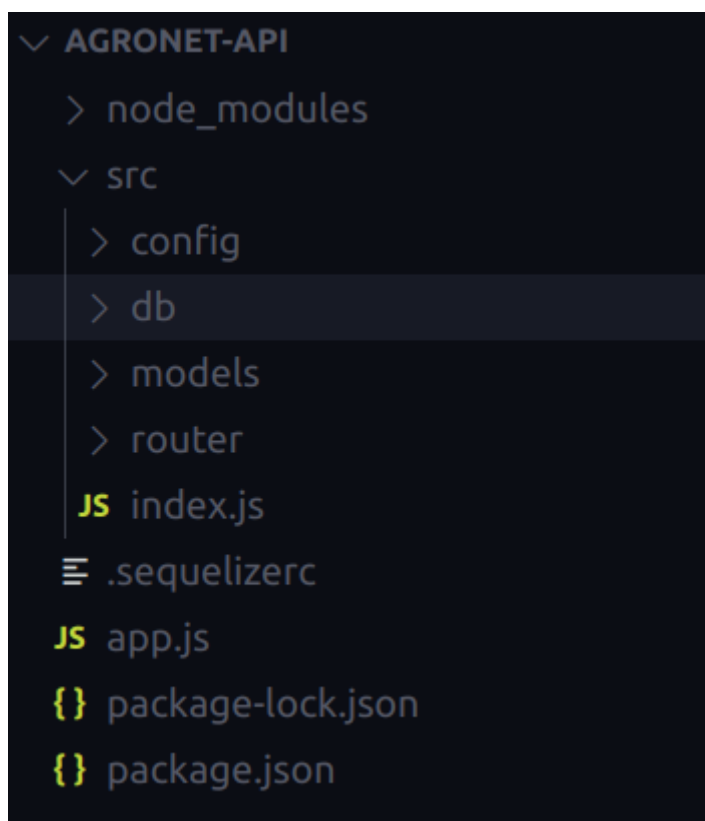 AGRONET-API
node_modules
src
config
db
models
router
JS index.js
.sequelizerc
JS app.js
{} package-lock.json
{} package.json